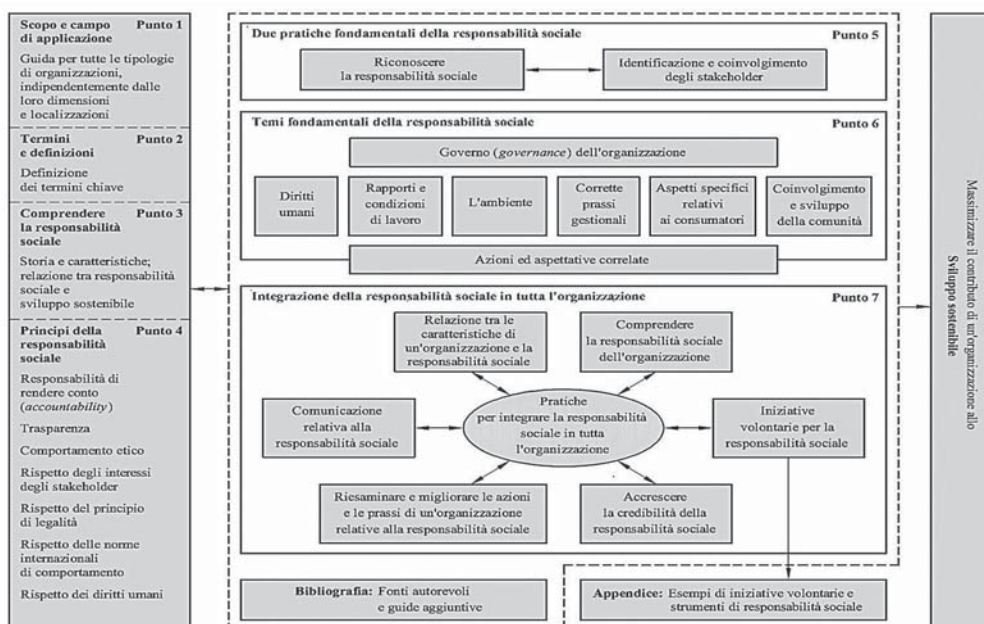 Scopo e campo Punto 1
di applicazione
Guida per tutte le tipologie
di organizzazioni,
indipendentemente dalle
loro dimensioni
e localizzazioni
Termini Punto 2
e definizioni
Definizione
dei termini chiave
Comprendere Punto 3
la responsabilità
sociale
Storia e caratteristiche;
relazione tra responsabilità
sociale e
sviluppo sostenibile
Principi della Punto 4
responsabilità
sociale
Responsabilità di
rendere conto
(accountability)
Trasparenza
Comportamento etico
Rispetto degli interessi
degli stakeholder
Rispetto del principio
di legalità
Rispetto delle norme
internazionali
di comportamento
Rispetto dei diritti umani
Due pratiche fondamentali della responsabilità sociale Punto 5
Riconoscere
la responsabilità sociale
Identificazione e coinvolgimento
degli stakeholder
Temi fondamentali della responsabilità sociale Punto 6
Governo (governance) dell'organizzazione
Diritti
umani
Rapporti e
condizioni
di lavoro
L'ambiente
Corrette
prassi
gestionali
Aspetti specifici
relativi
ai consumatori
Coinvolgimento
e sviluppo
della comunità
Azioni ed aspettative correlate
Integrazione della responsabilità sociale in tutta l'organizzazione Punto 7
Relazione tra le
caratteristiche di
un'organizzazione e la
responsabilità sociale
Comprendere
la responsabilità sociale
dell'organizzazione
Comunicazione
relativa alla
responsabilità sociale
Pratiche
per integrare la responsabilità
sociale in tutta
l'organizzazione
Iniziative
volontarie per la
responsabilità sociale
Riesaminare e migliorare le azioni
e le prassi di un'organizzazione
relative alla responsabilità sociale
Accrescere
la credibilità della
responsabilità sociale
Bibliografia: Fonti autorevoli
e guide aggiuntive
Appendice: Esempi di iniziative volontarie e
strumenti di responsabilità sociale
Massimizzare il contributo di un'organizzazione allo
Sviluppo sostenibile